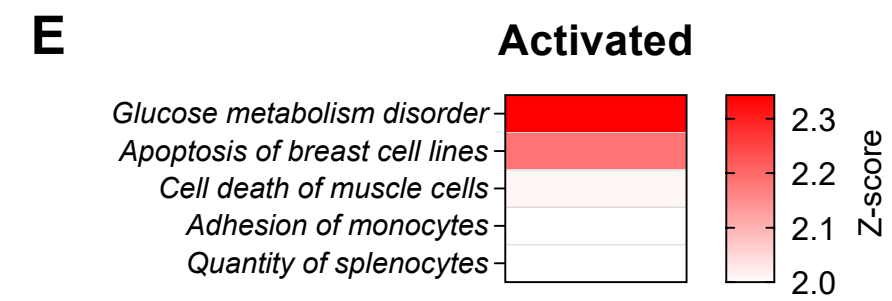 E
Activated
Glucose metabolism disorder
Apoptosis of breast cell lines
Cell death of muscle cells
Adhesion of monocytes
Quantity of splenocytes
2.3
2.2
2.1
2.0
Z-score